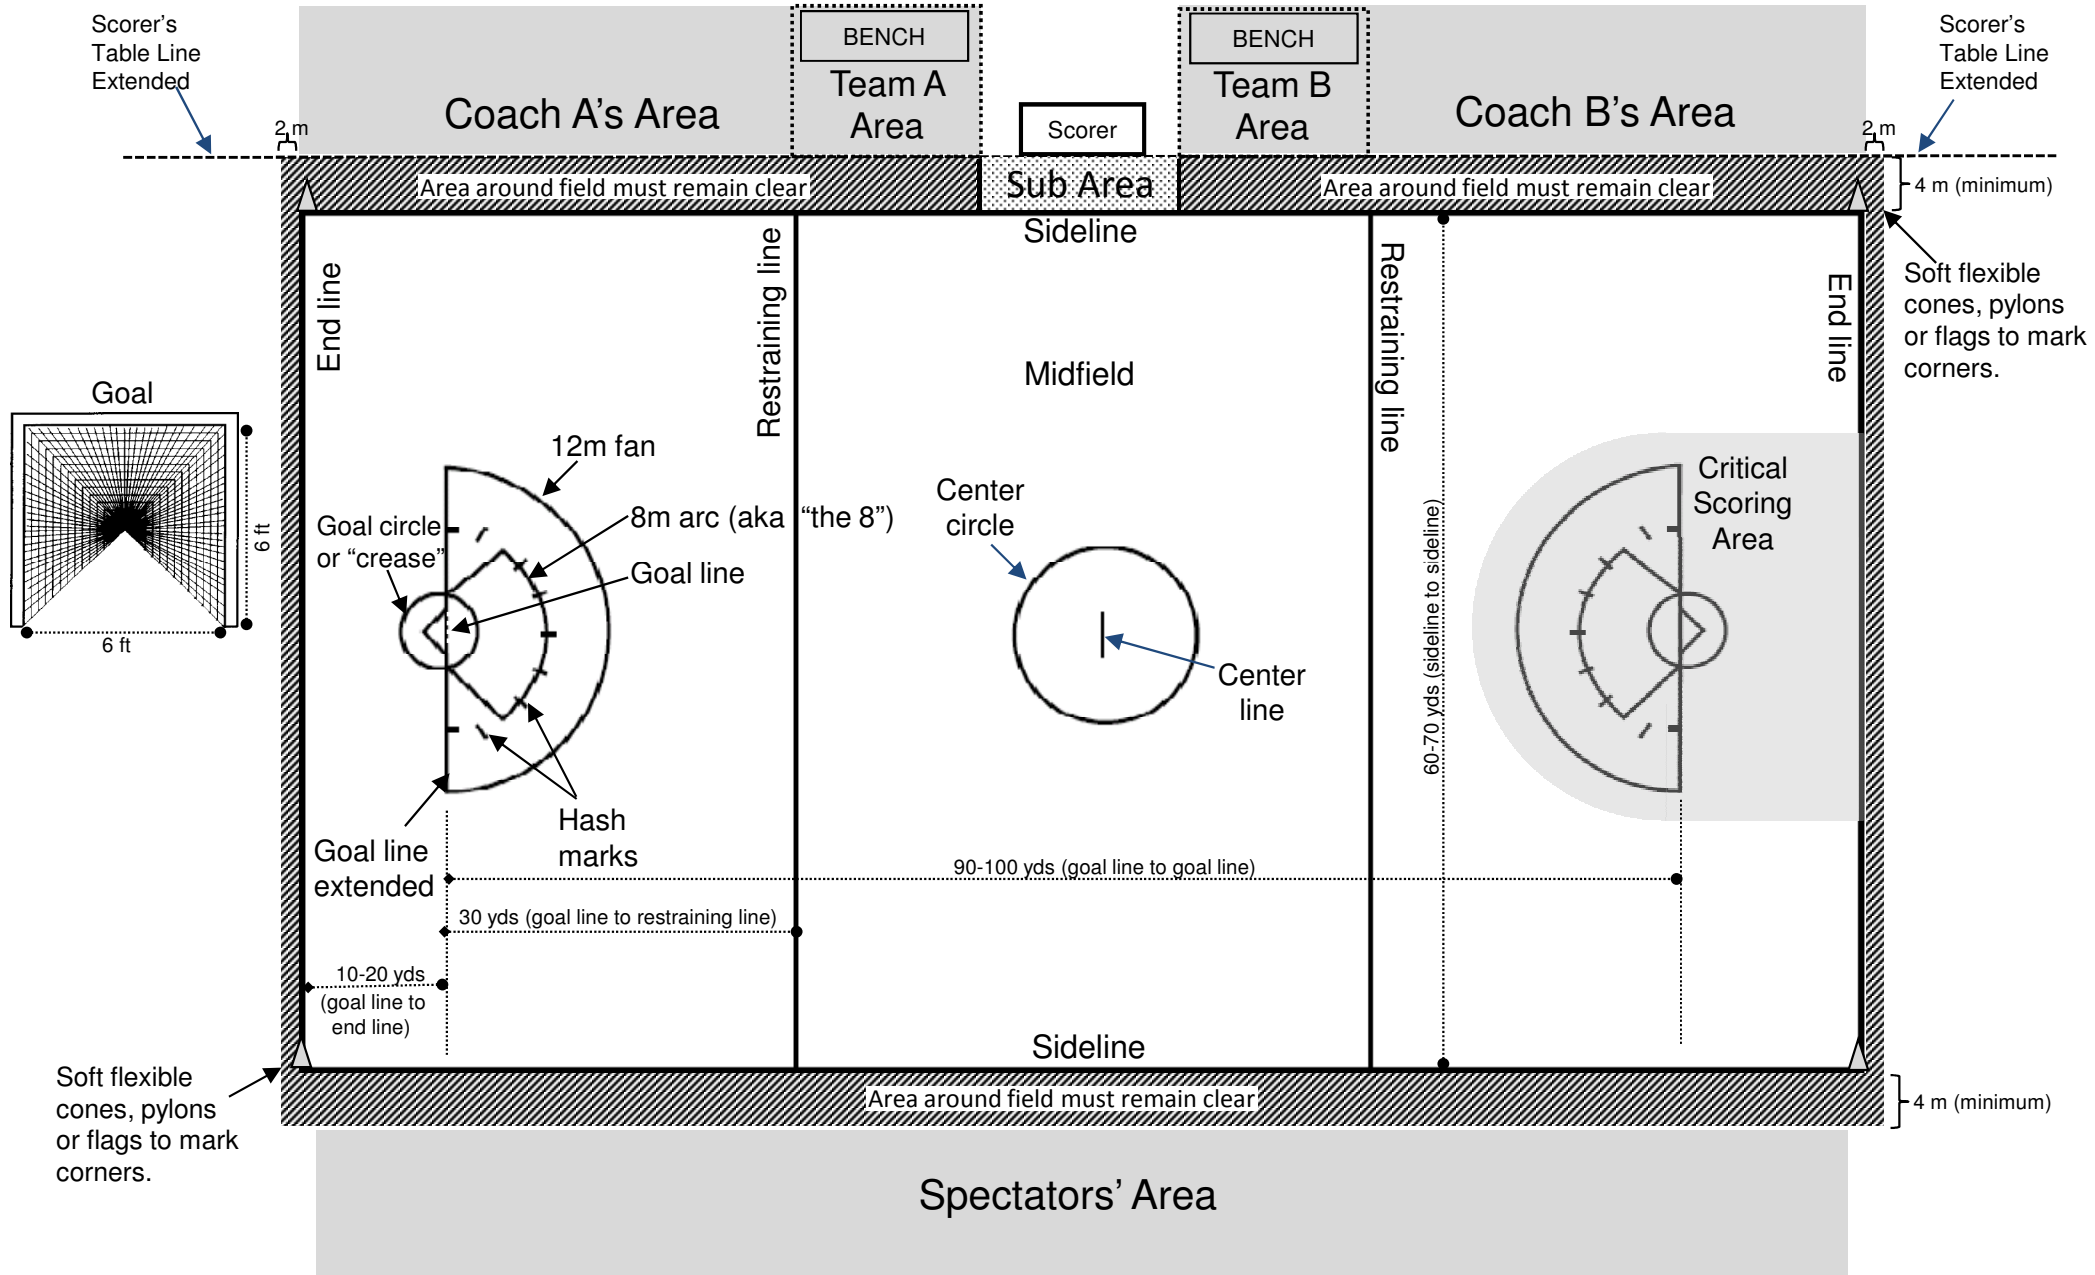 Scorer's
Table Line
Extended
BENCH
Team A
Area
BENCH
Team B
Area
Scorer's
Table Line
Extended
Coach A's Area
Scorer
Coach B's Area
2 m
2 m
Area around field must remain clear
Sub Area
Area around field must remain clear
4 m (minimum)
Sideline
End line
Restraining line
Restraining line
End line
Soft flexible
cones, pylons
or flags to mark
corners.
Midfield
Goal
6 ft
6 ft
12m fan
8m arc (aka “the 8”)
Goal circle
or “crease”
Goal line
Center
circle
Center
line
Critical
Scoring
Area
60-70 yds (sideline to sideline)
Hash
marks
Goal line
extended
90-100 yds (goal line to goal line)
30 yds (goal line to restraining line)
10-20 yds
(goal line to
end line)
Sideline
Soft flexible
cones, pylons
or flags to mark
corners.
Area around field must remain clear
4 m (minimum)
Spectators’ Area